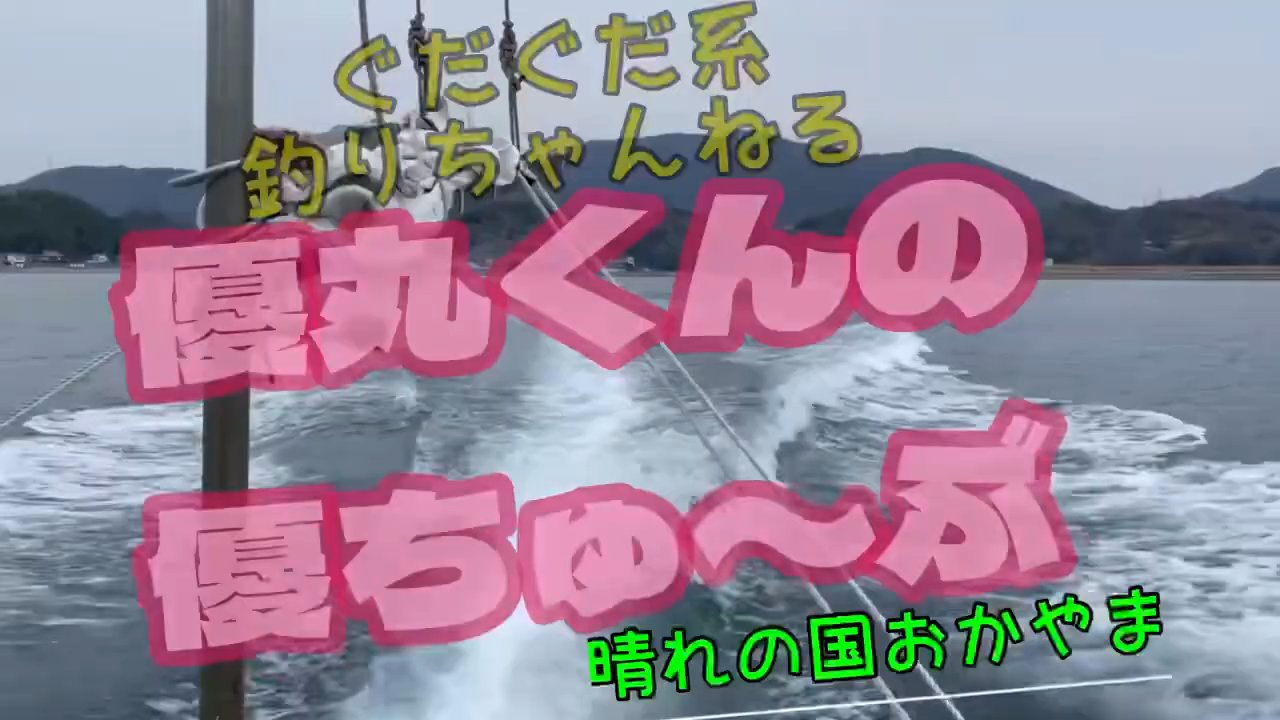 ぐだぐだ系
釣りちゃんねる
優丸くんの
優ちゅ～ぶ
晴れの国おかやま